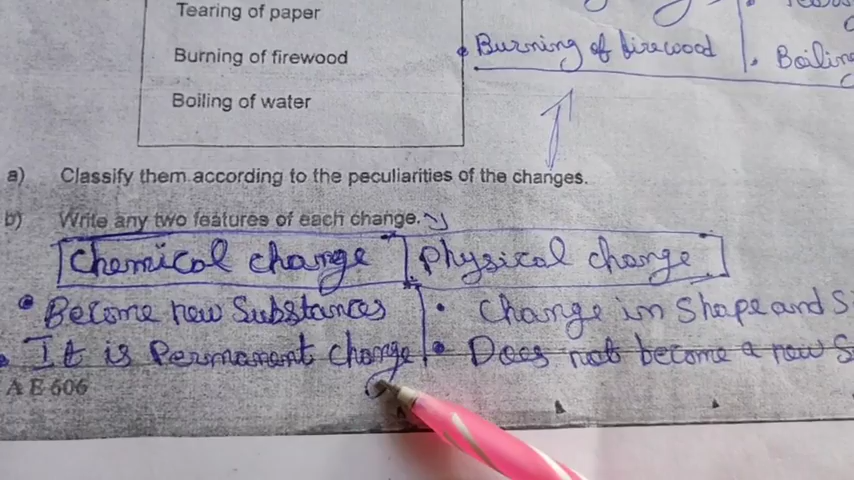 Tearing of paper
Burning of firewood
Boiling of water
• Burning of firewood
• Boiling
a) Classify them according to the peculiarities of the changes.
b) Write any two features of each change.
Chemical change | Physical change
• Become new Substances • Change in Shape and S
• It is Permanant Change • Does not become a new S
A E 606